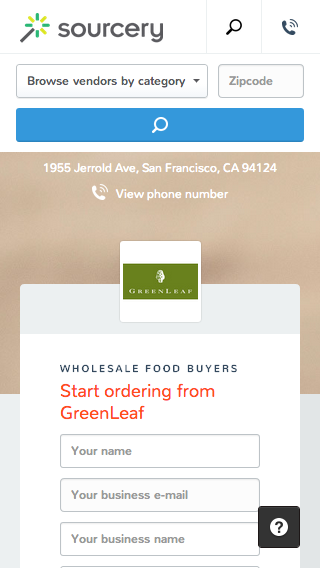 sourcery
Browse vendors by category
Zipcode
1955 Jerrold Ave, San Francisco, CA 94124
View phone number
GREENLEAF
WHOLESALE FOOD BUYERS
Start ordering from
GreenLeaf
Your name
Your business e-mail
Your business name
?